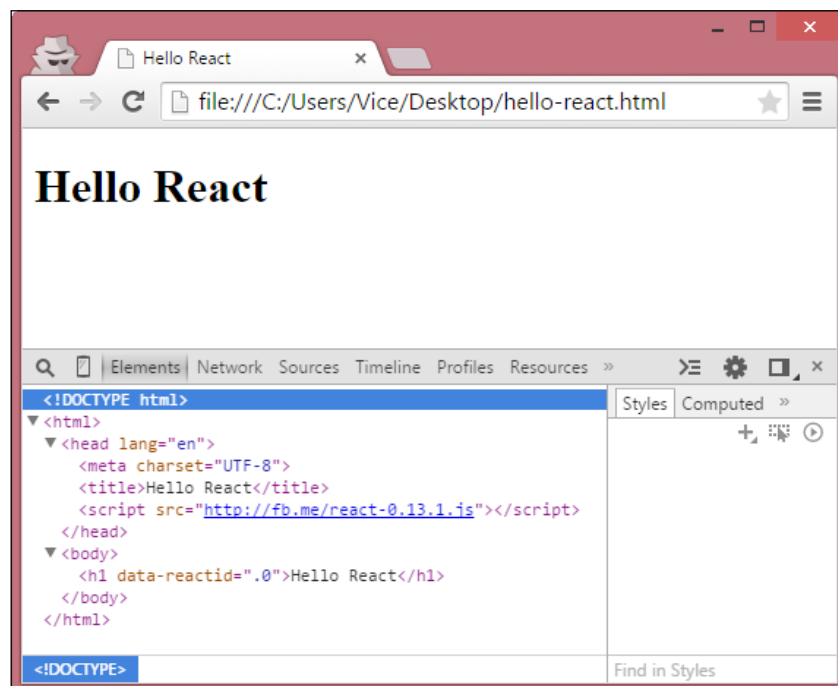 Hello React
file:///C:/Users/Vice/Desktop/hello-react.html
Hello React
Elements Network Sources Timeline Profiles Resources »
<!DOCTYPE html>
<html>
<head lang="en">
<meta charset="UTF-8">
<title>Hello React</title>
<script src="http://fb.me/react-0.13.1.js"></script>
</head>
<body>
<h1 data-reactid=".0">Hello React</h1>
</body>
</html>
<!DOCTYPE>
Styles Computed »
Find in Styles